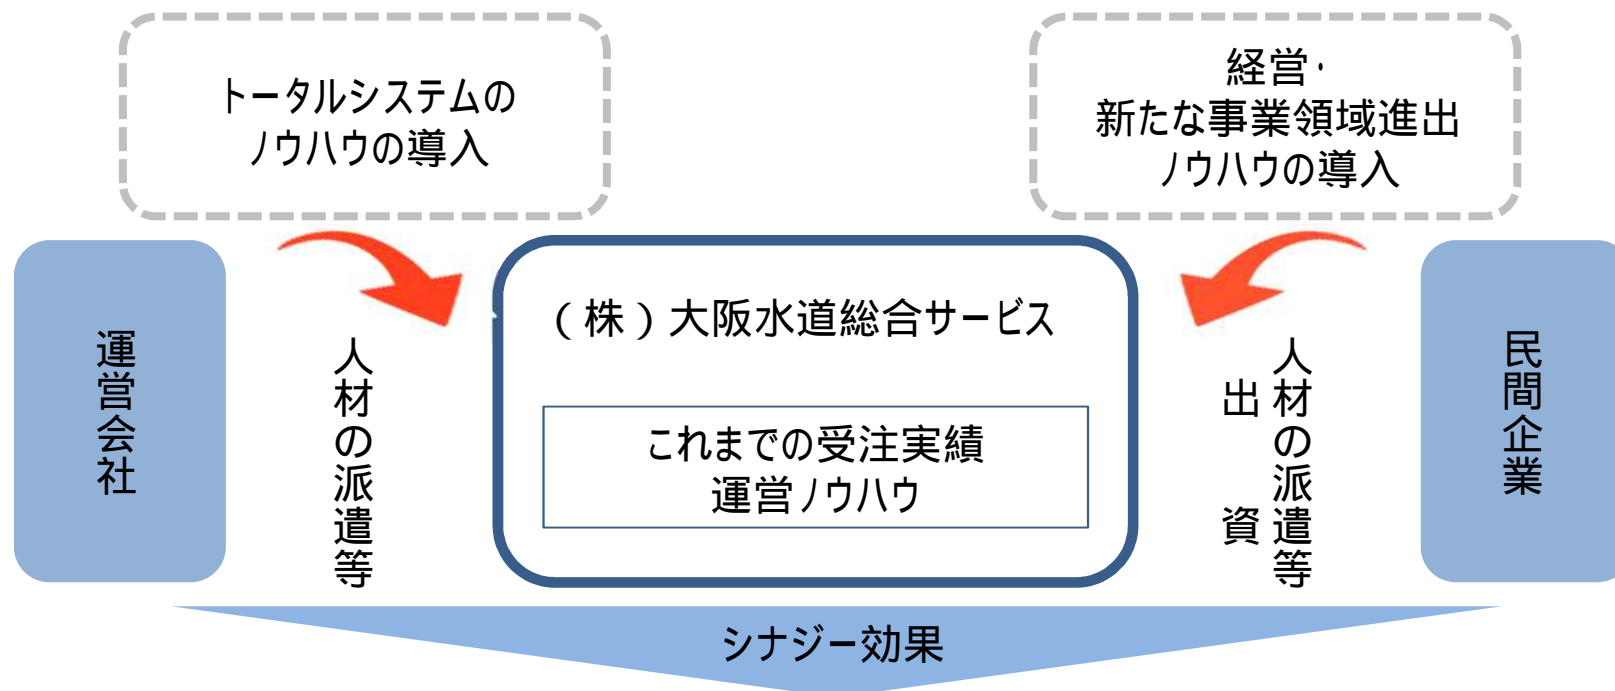 トータルシステムの
ノウハウの導入
経営・
新たな事業領域進出
ノウハウの導入
運営会社
人材の派遣等
（株）大阪水道総合サービス
これまでの受注実績
運営ノウハウ
人材の派遣等
出資
民間企業
シナジー効果